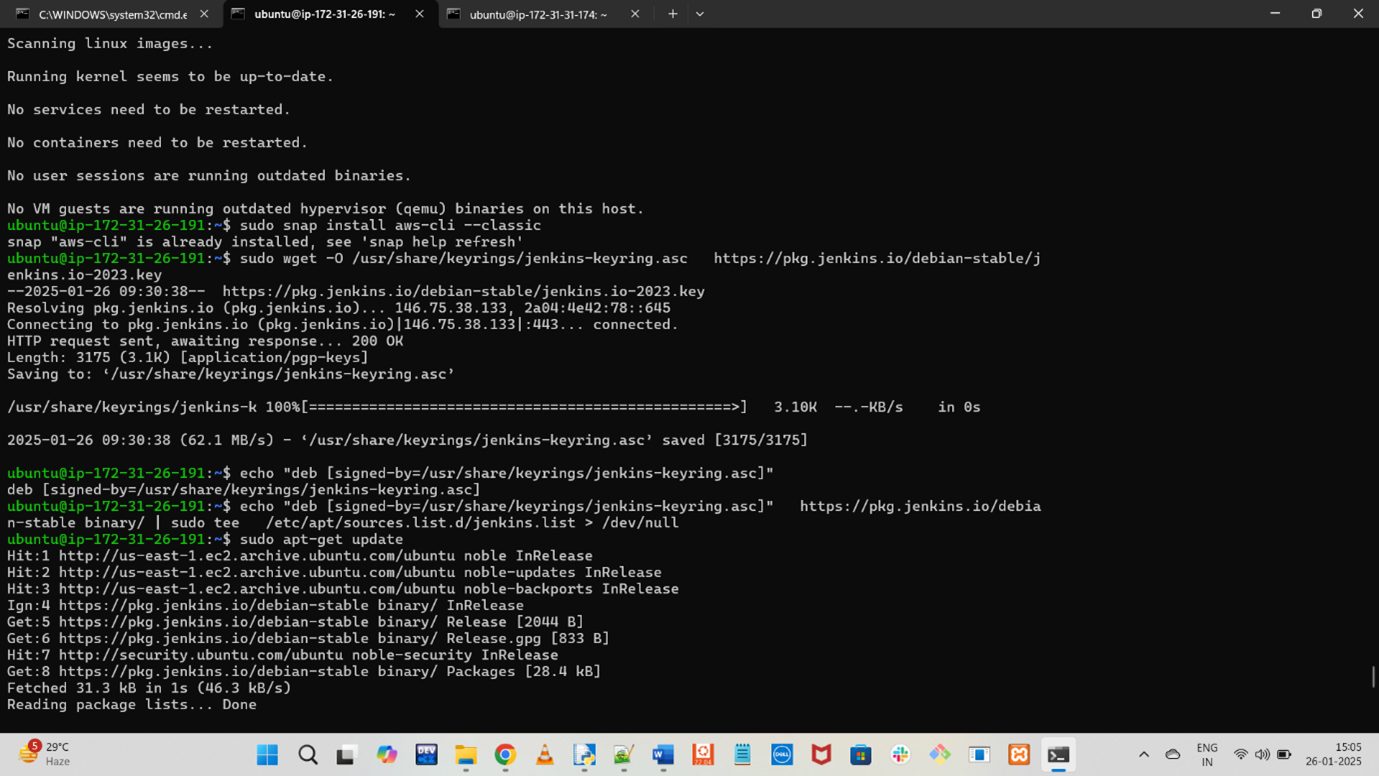 C:\WINDOWS\system32\cmd.e
ubuntu@ip-172-31-26-191: ~
ubuntu@ip-172-31-31-174: ~
Scanning linux images...
Running kernel seems to be up-to-date.
No services need to be restarted.
No containers need to be restarted.
No user sessions are running outdated binaries.
No VM guests are running outdated hypervisor (qemu) binaries on this host.
ubuntu@ip-172-31-26-191:~$ sudo snap install aws-cli --classic
snap "aws-cli" is already installed, see 'snap help refresh'
ubuntu@ip-172-31-26-191:~$ sudo wget -O /usr/share/keyrings/jenkins-keyring.asc   https://pkg.jenkins.io/debian-stable/j
enkins.io-2023.key
--2025-01-26 09:30:38--  https://pkg.jenkins.io/debian-stable/jenkins.io-2023.key
Resolving pkg.jenkins.io (pkg.jenkins.io)... 146.75.38.133, 2a04:4e42:78::645
Connecting to pkg.jenkins.io (pkg.jenkins.io)|146.75.38.133|:443... connected.
HTTP request sent, awaiting response... 200 OK
Length: 3175 (3.1K) [application/pgp-keys]
Saving to: ‘/usr/share/keyrings/jenkins-keyring.asc’
/usr/share/keyrings/jenkins-k 100%[=================================================>]   3.10K  --.-KB/s    in 0s
2025-01-26 09:30:38 (62.1 MB/s) - ‘/usr/share/keyrings/jenkins-keyring.asc’ saved [3175/3175]
ubuntu@ip-172-31-26-191:~$ echo "deb [signed-by=/usr/share/keyrings/jenkins-keyring.asc]"
deb [signed-by=/usr/share/keyrings/jenkins-keyring.asc]
ubuntu@ip-172-31-26-191:~$ echo "deb [signed-by=/usr/share/keyrings/jenkins-keyring.asc]"   https://pkg.jenkins.io/debia
n-stable binary/ | sudo tee   /etc/apt/sources.list.d/jenkins.list > /dev/null
ubuntu@ip-172-31-26-191:~$ sudo apt-get update
Hit:1 http://us-east-1.ec2.archive.ubuntu.com/ubuntu noble InRelease
Hit:2 http://us-east-1.ec2.archive.ubuntu.com/ubuntu noble-updates InRelease
Hit:3 http://us-east-1.ec2.archive.ubuntu.com/ubuntu noble-backports InRelease
Ign:4 https://pkg.jenkins.io/debian-stable binary/ InRelease
Get:5 https://pkg.jenkins.io/debian-stable binary/ Release [2044 B]
Get:6 https://pkg.jenkins.io/debian-stable binary/ Release.gpg [833 B]
Hit:7 http://security.ubuntu.com/ubuntu noble-security InRelease
Get:8 https://pkg.jenkins.io/debian-stable binary/ Packages [28.4 kB]
Fetched 31.3 kB in 1s (46.3 kB/s)
Reading package lists... Done
5
29°C
Haze
DEV
DELL
22.04
ENG
IN
15:05
26-01-2025